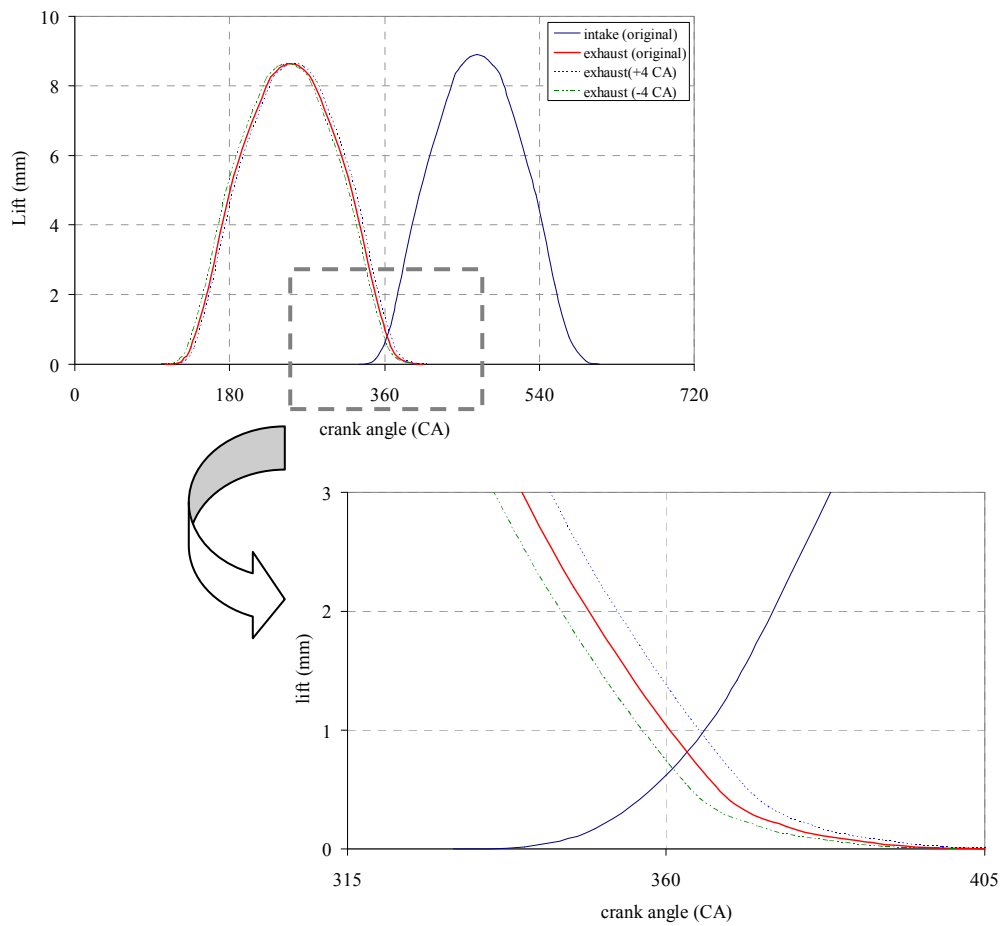 10
8
6
4
2
0
Lift (mm)
intake (original)
exhaust (original)
exhaust(+4 CA)
exhaust (-4 CA)
0
180
360
540
720
crank angle (CA)
3
2
1
0
lift (mm)
315
360
405
crank angle (CA)